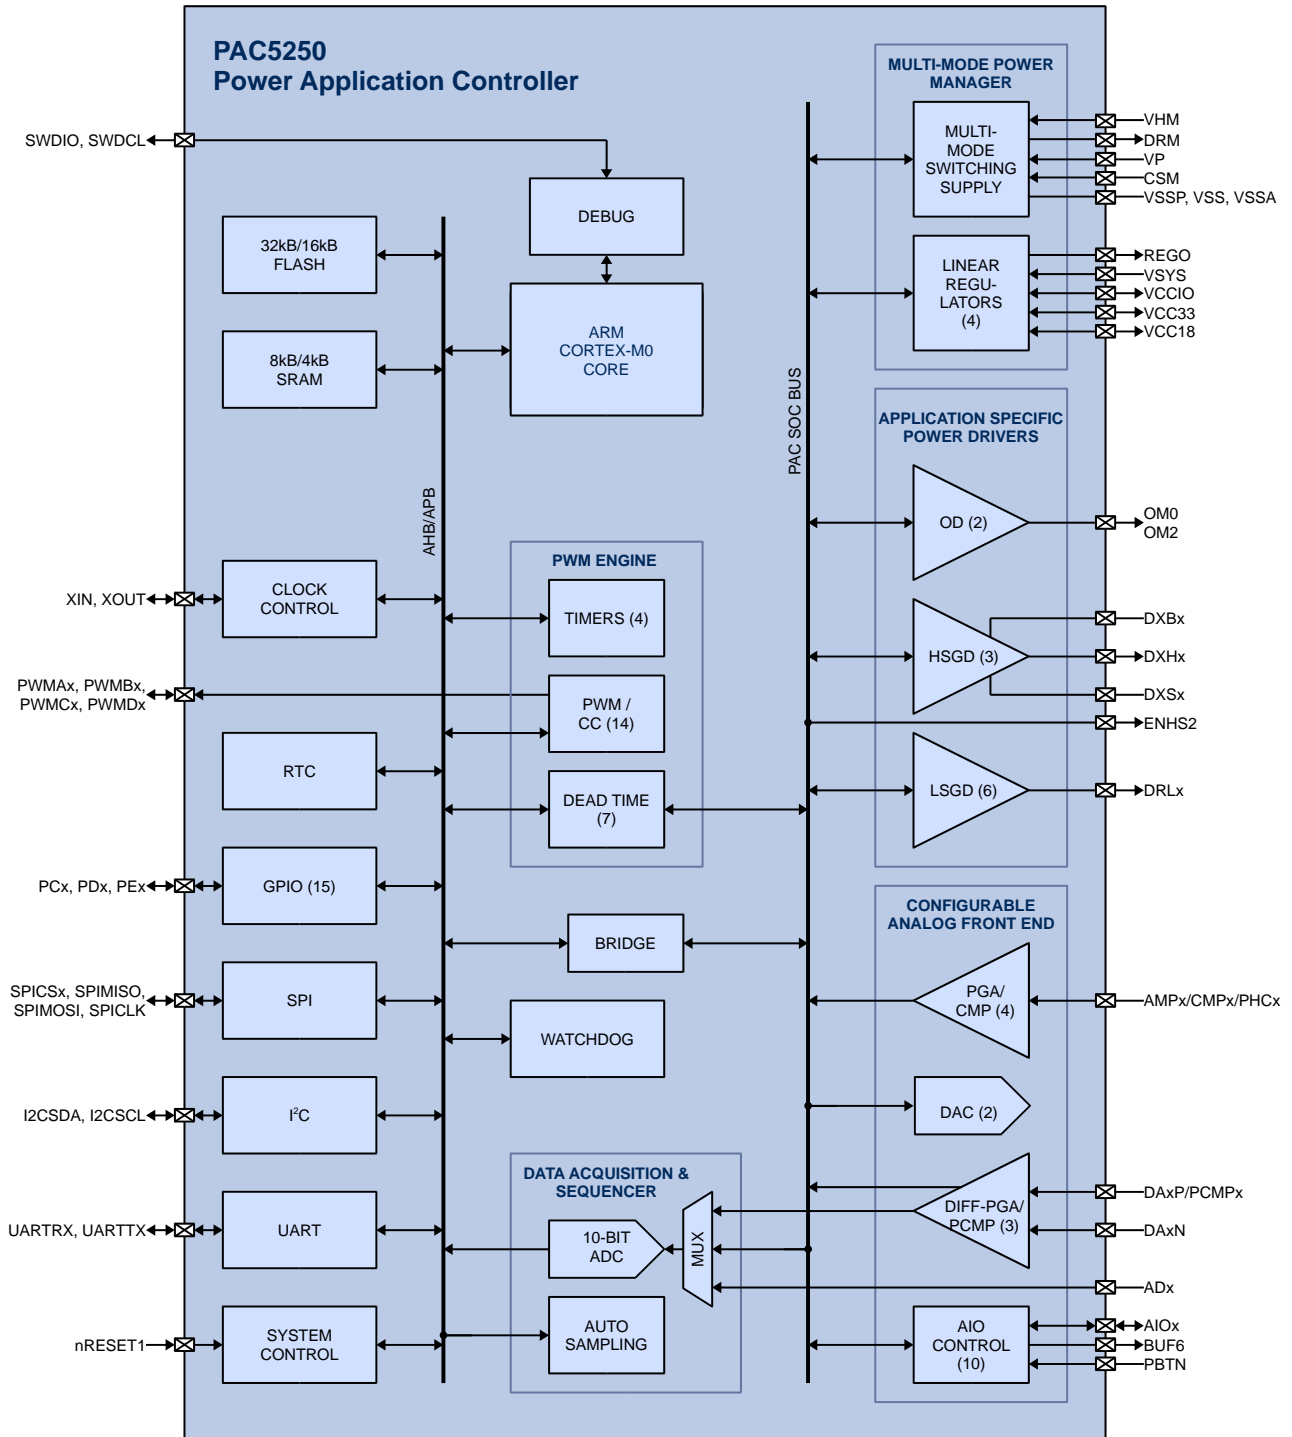 PAC5250
Power Application Controller
SWDIO, SWDCL
XIN, XOUT
PWMAx, PWMBx,
PWMCx, PWMDx
PCx, PDx, PEx
SPICSx, SPIMISO,
SPIMOSI, SPICLK
I2CSDA, I2CSCL
UARTRX, UARTTX
nRESET1
32kB/16kB
FLASH
8kB/4kB
SRAM
CLOCK
CONTROL
RTC
GPIO (15)
SPI
I²C
UART
SYSTEM
CONTROL
AHB/APB
DEBUG
ARM
CORTEX-M0
CORE
PWM ENGINE
TIMERS (4)
PWM /
CC (14)
DEAD TIME
(7)
BRIDGE
WATCHDOG
DATA ACQUISITION &
SEQUENCER
10-BIT
ADC
MUX
AUTO
SAMPLING
PAC SOC BUS
MULTI-MODE POWER
MANAGER
MULTI-
MODE
SWITCHING
SUPPLY
LINEAR
REGU-
LATORS
(4)
APPLICATION SPECIFIC
POWER DRIVERS
OD (2)
HSGD (3)
LSGD (6)
CONFIGURABLE
ANALOG FRONT END
PGA/
CMP (4)
DAC (2)
DIFF-PGA/
PCMP (3)
AIO
CONTROL
(10)
VHM
DRM
VP
CSM
VSSP, VSS, VSSA
REGO
VSYS
VCCIO
VCC33
VCC18
OM0
OM2
DXBx
DXHx
DXSx
ENHS2
DRLx
AMPx/CMPx/PHCx
DAxP/PCMPx
DAxN
ADx
AIOx
BUF6
PBTN